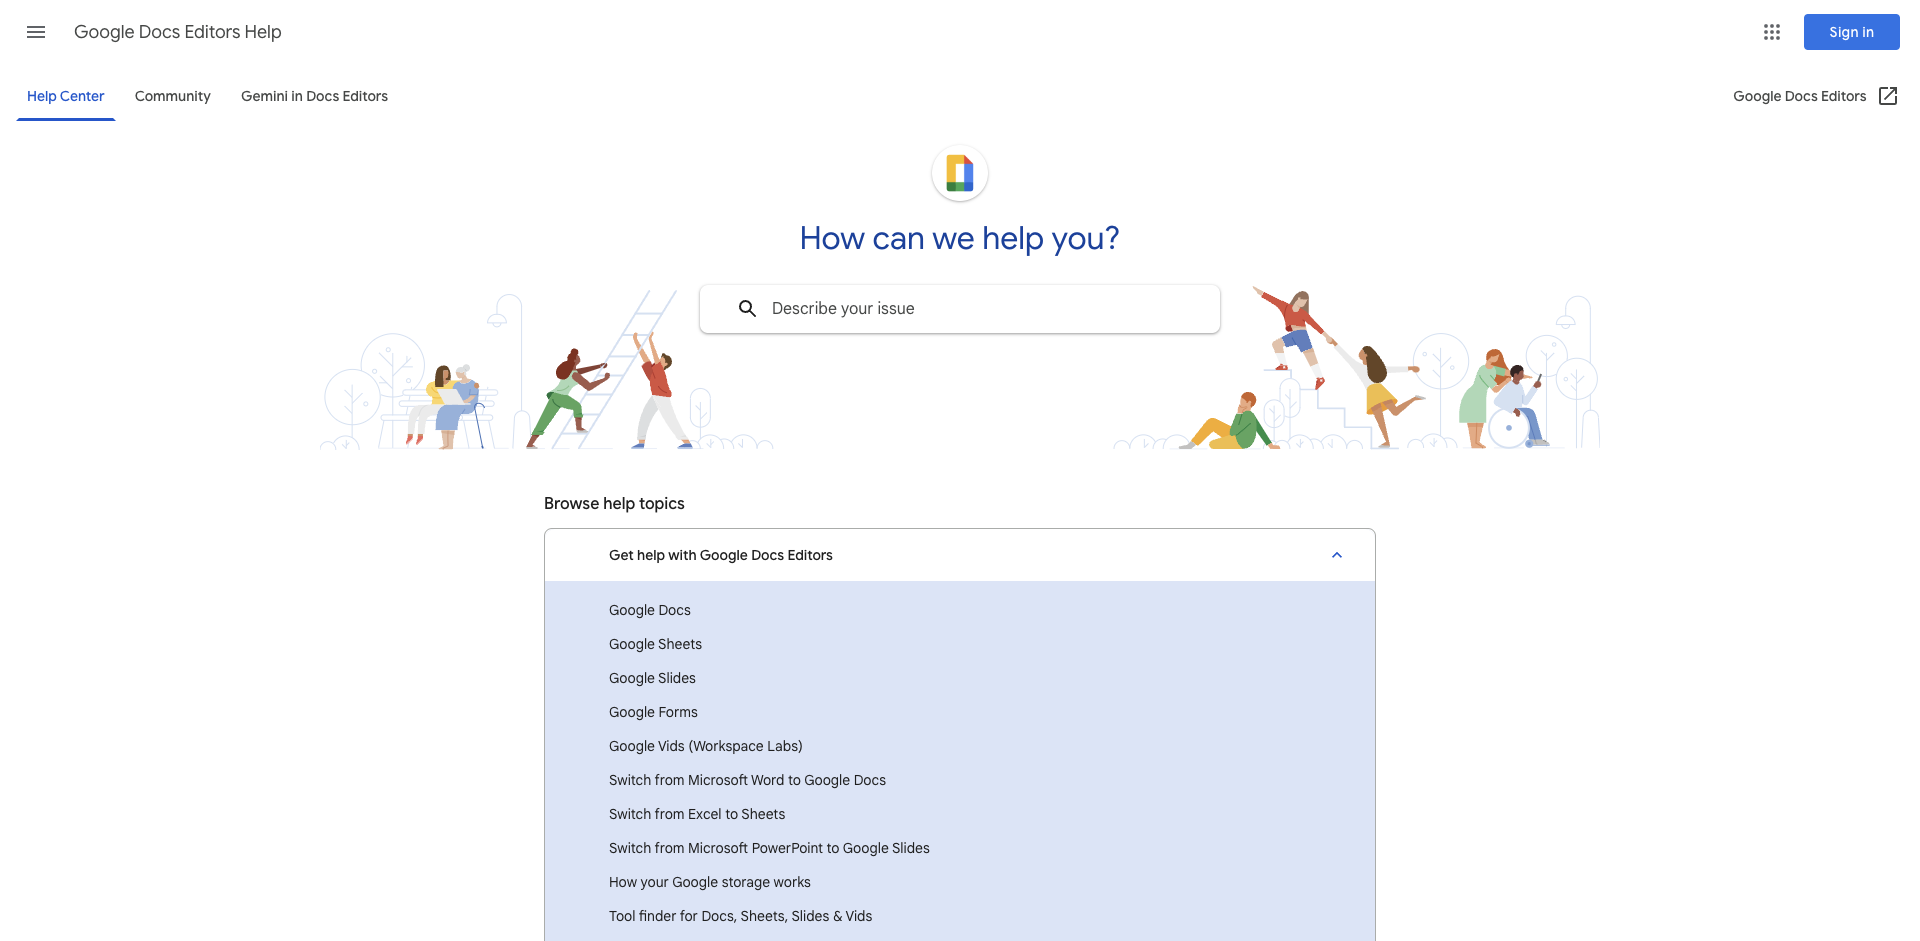 Google Docs Editors Help
Sign in
Help Center
Community
Gemini in Docs Editors
Google Docs Editors
How can we help you?
Describe your issue
Browse help topics
Get help with Google Docs Editors
Google Docs
Google Sheets
Google Slides
Google Forms
Google Vids (Workspace Labs)
Switch from Microsoft Word to Google Docs
Switch from Excel to Sheets
Switch from Microsoft PowerPoint to Google Slides
How your Google storage works
Tool finder for Docs, Sheets, Slides & Vids